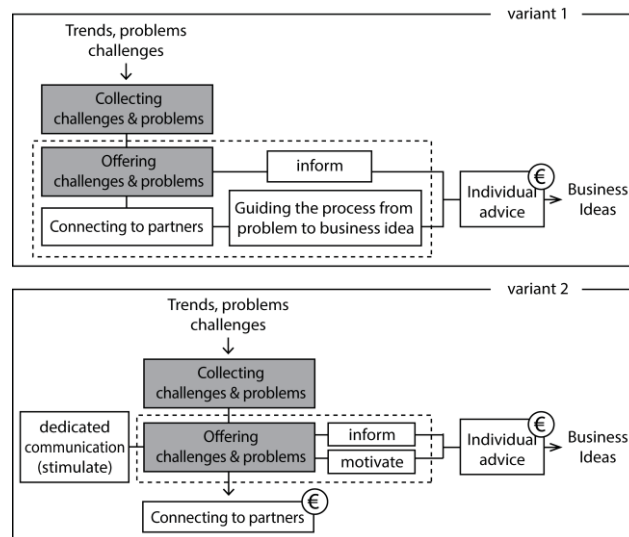 variant 1
Trends, problems
challenges
Collecting
challenges & problems
Offering
challenges & problems
inform
Connecting to partners
Guiding the process from
problem to business idea
€
Individual
advice
Business
Ideas
variant 2
Trends, problems
challenges
Collecting
challenges & problems
dedicated
communication
(stimulate)
Offering
challenges & problems
inform
motivate
€
Individual
advice
Business
Ideas
€
Connecting to partners